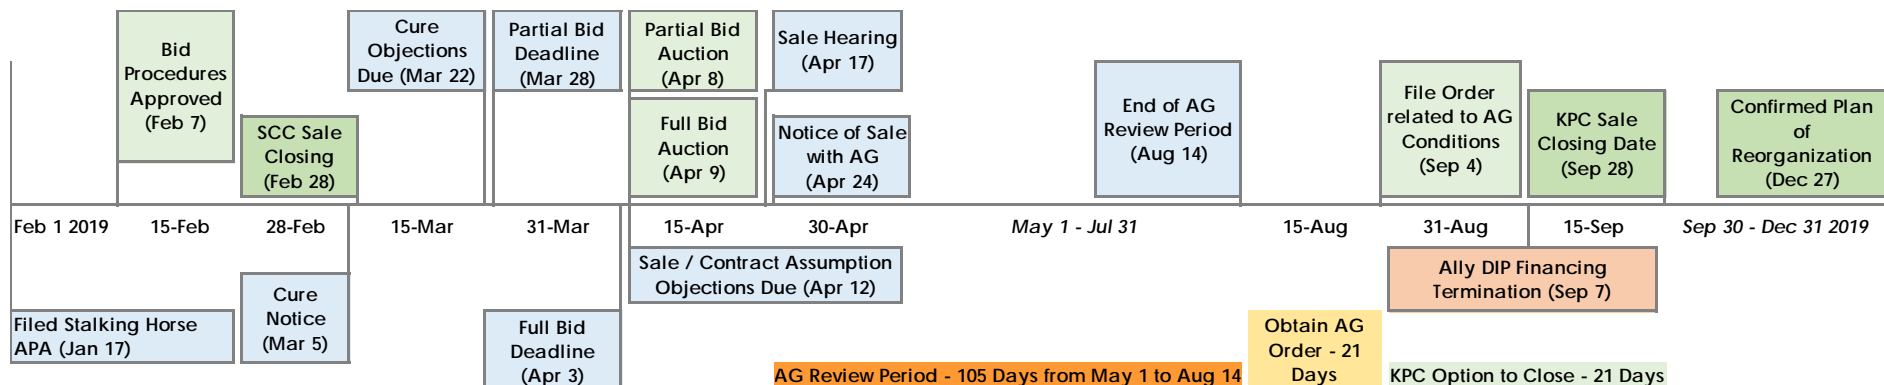 Bid
Procedures
Approved
(Feb 7)
SCC Sale
Closing
(Feb 28)
Cure
Objections
Due (Mar 22)
Partial Bid
Deadline
(Mar 28)
Partial Bid
Auction
(Apr 8)
Full Bid
Auction
(Apr 9)
Sale Hearing
(Apr 17)
Notice of Sale
with AG
(Apr 24)
End of AG
Review Period
(Aug 14)
File Order
related to AG
Conditions
(Sep 4)
KPC Sale
Closing Date
(Sep 28)
Confirmed Plan
of
Reorganization
(Dec 27)
Feb 1 2019
15-Feb
28-Feb
15-Mar
31-Mar
15-Apr
30-Apr
May 1 - Jul 31
15-Aug
31-Aug
15-Sep
Sep 30 - Dec 31 2019
Filed Stalking Horse
APA (Jan 17)
Cure
Notice
(Mar 5)
Full Bid
Deadline
(Apr 3)
Sale / Contract Assumption
Objections Due (Apr 12)
AG Review Period - 105 Days from May 1 to Aug 14
Obtain AG
Order - 21
Days
Ally DIP Financing
Termination (Sep 7)
KPC Option to Close - 21 Days